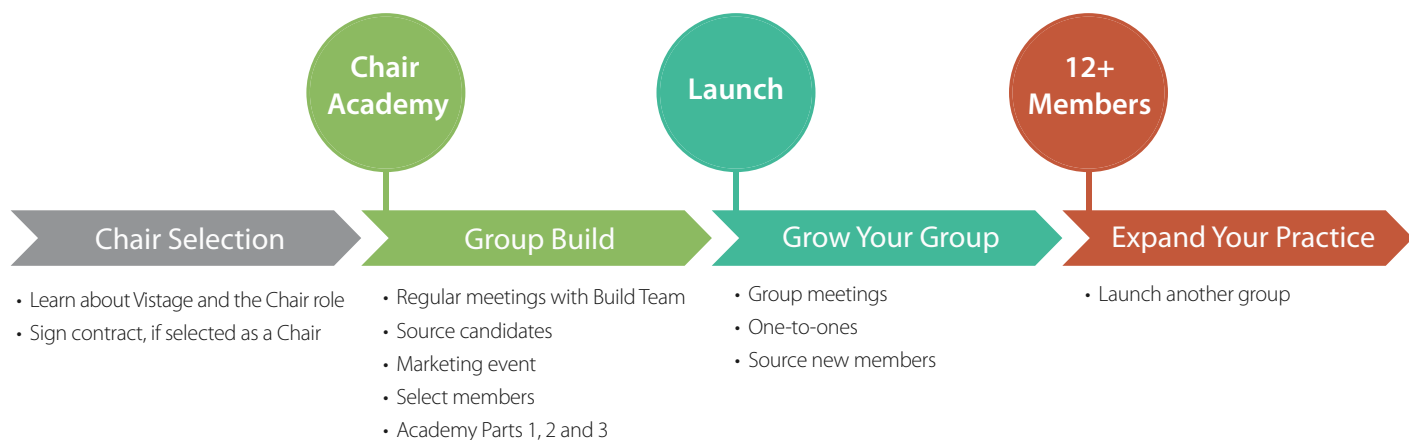 Chair
Academy
Launch
12+
Members
Chair Selection
Group Build
Grow Your Group
Expand Your Practice
• Learn about Vistage and the Chair role
• Sign contract, if selected as a Chair
• Regular meetings with Build Team
• Source candidates
• Marketing event
• Select members
• Academy Parts 1, 2 and 3
• Group meetings
• One-to-ones
• Source new members
• Launch another group